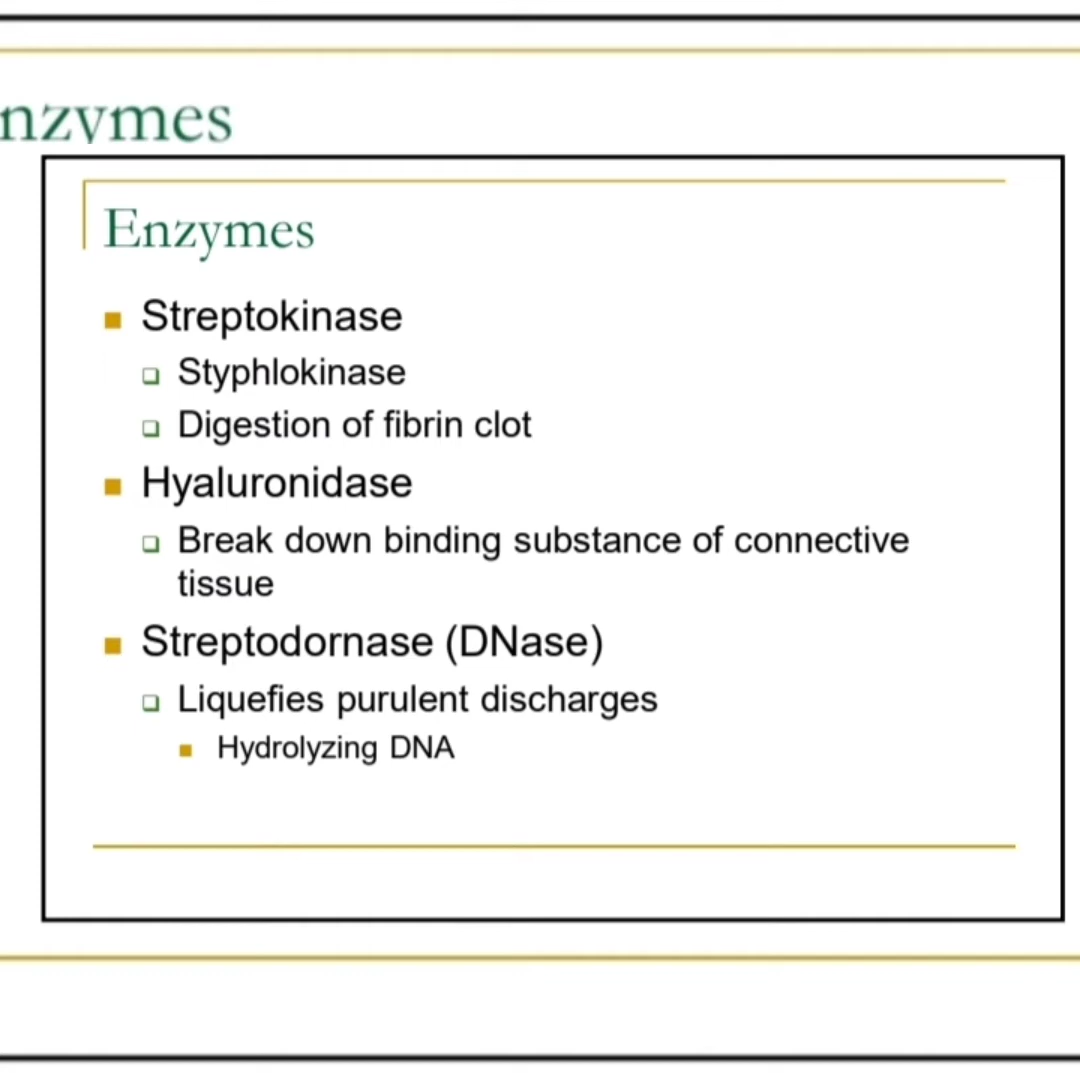 nzymes
Enzymes
Streptokinase
Styphlokinase
Digestion of fibrin clot
Hyaluronidase
Break down binding substance of connective
tissue
Streptodornase (DNase)
Liquefies purulent discharges
Hydrolyzing DNA